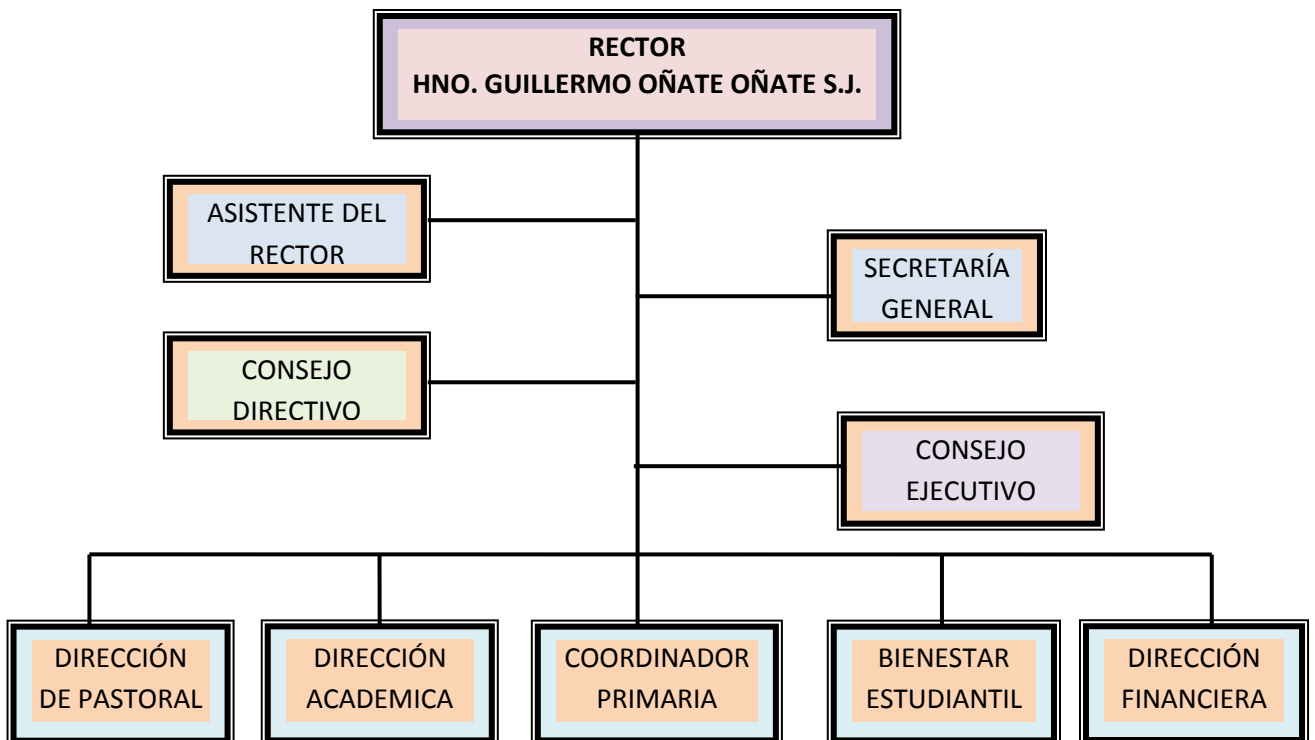 RECTOR
HNO. GUILLERMO OÑATE OÑATE S.J.
ASISTENTE DEL
RECTOR
SECRETARÍA
GENERAL
CONSEJO
DIRECTIVO
CONSEJO
EJECUTIVO
DIRECCIÓN
DE PASTORAL
DIRECCIÓN
ACADEMICA
COORDINADOR
PRIMARIA
BIENESTAR
ESTUDIANTIL
DIRECCIÓN
FINANCIERA